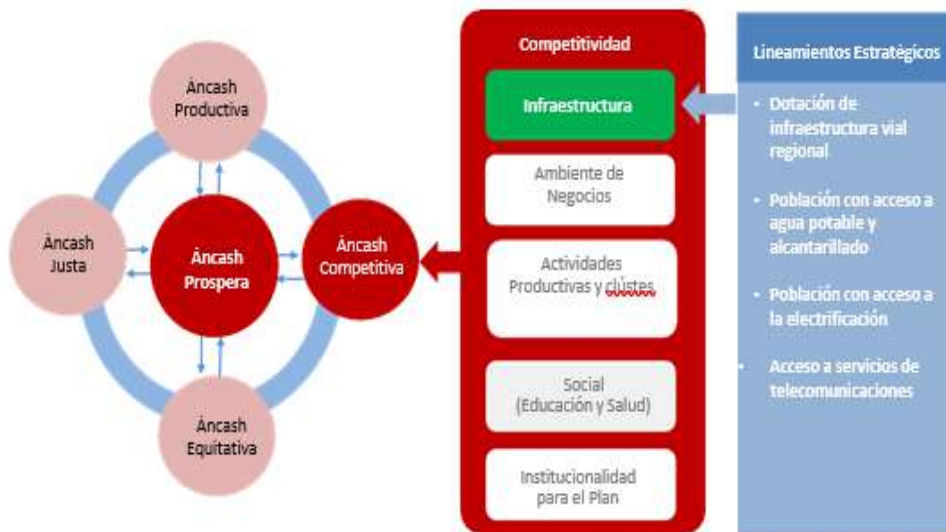 Áncash
Productiva
Áncash
Justa
Áncash
Prospera
Áncash
Competitiva
Áncash
Equitativa
Competitividad
Infraestructura
Ambiente de
Negocios
Actividades
Productivas y clústes
Social
(Educación y Salud)
Institucionalidad
para el Plan
Lineamientos Estratégicos
• Dotación de
infraestructura vial
regional
• Población con acceso a
agua potable y
alcantarillado
• Población con acceso a
la electrificación
• Acceso a servicios de
telecomunicaciones